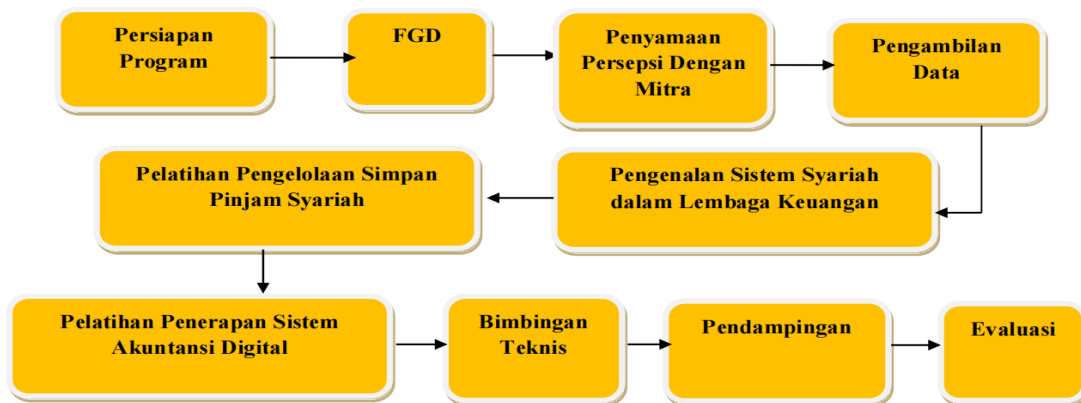 Persiapan
Program
FGD
Penyamaan
Persepsi Dengan
Mitra
Pengambilan
Data
Pengenalan Sistem Syariah
dalam Lembaga Keuangan
Pelatihan Pengelolaan Simpan
Pinjam Syariah
Pelatihan Penerapan Sistem
Akuntansi Digital
Bimbingan
Teknis
Pendampingan
Evaluasi